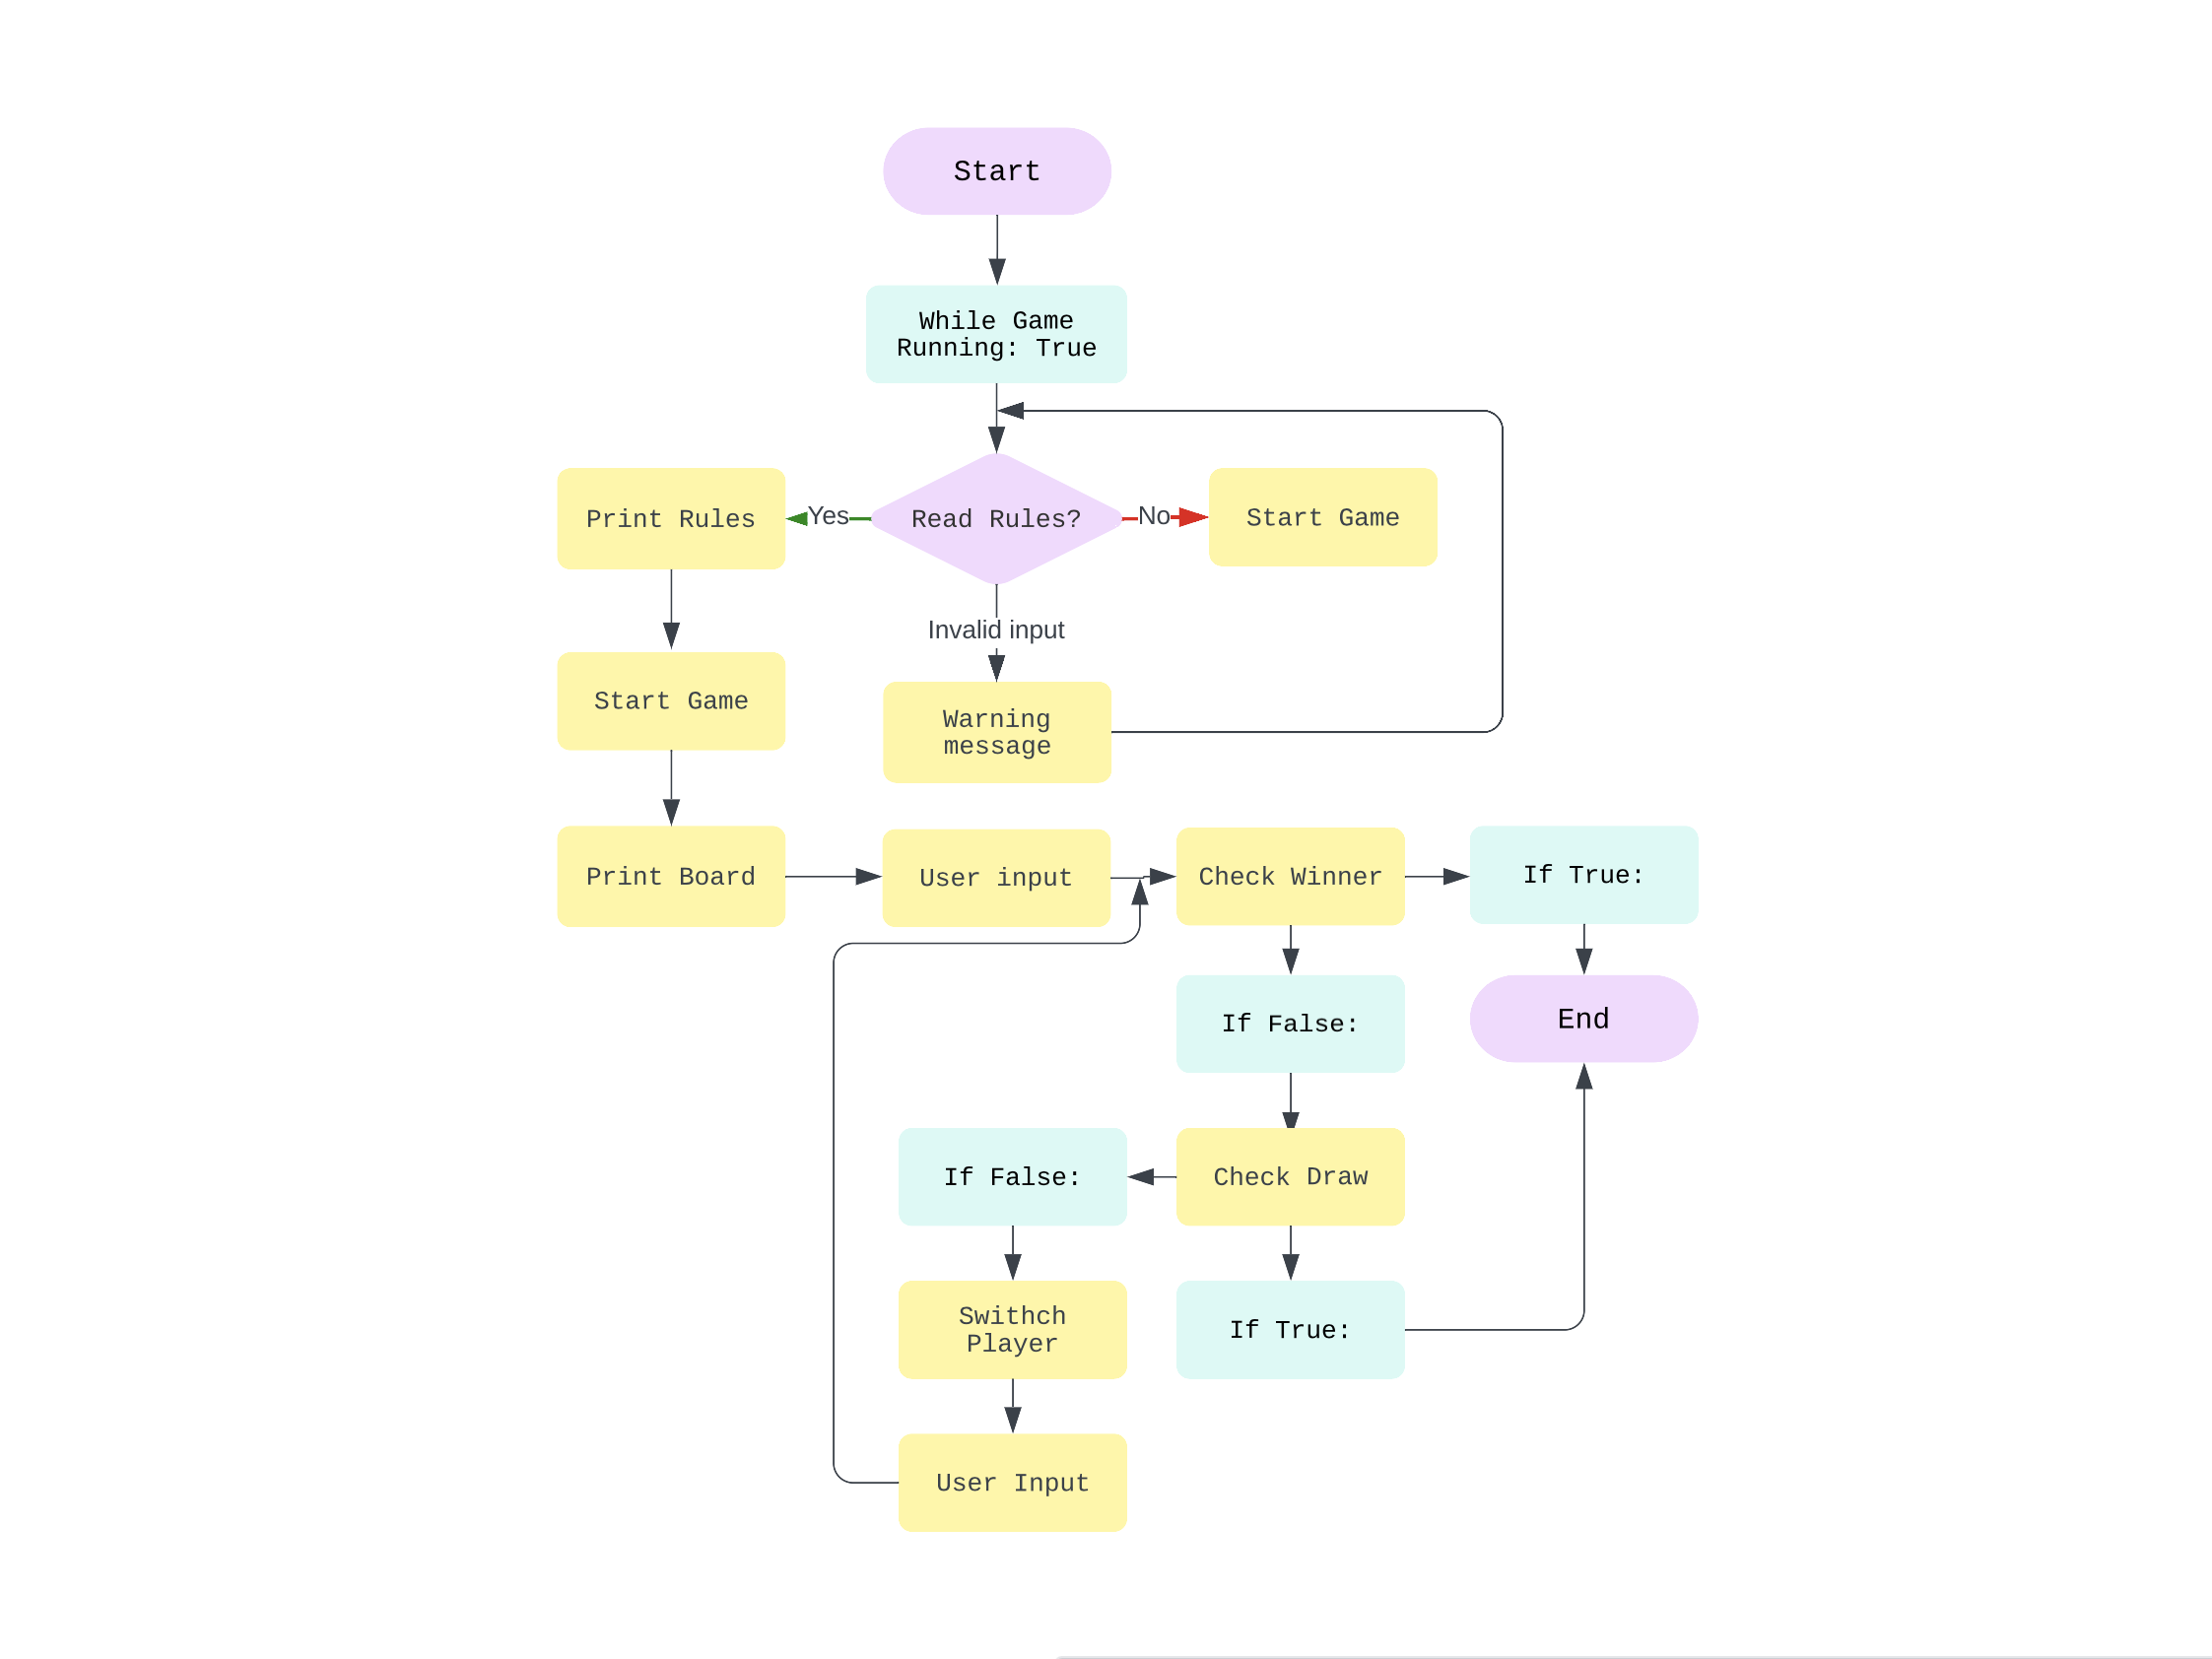 Start
While Game
Running: True
Print Rules
Yes
Read Rules?
No
Start Game
Invalid input
Start Game
Warning
message
Print Board
User input
Check Winner
If True:
If False:
End
If False:
Check Draw
Swithch
Player
If True:
User Input